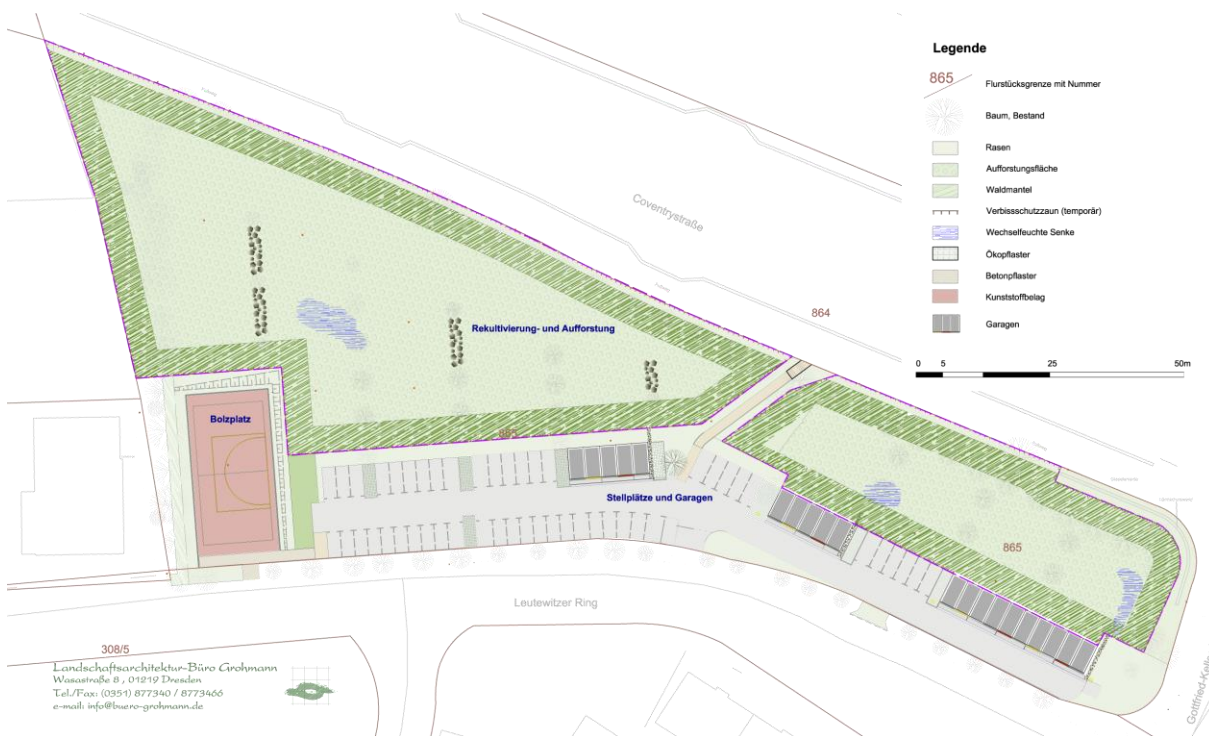 Legende
865
Flurstücksgrenze mit Nummer
Baum, Bestand
Rasen
Aufforstungsfläche
Waldmantel
Verbissschutzzaun (temporär)
Wechselfeuchte Senke
Ökopflaster
Betonpflaster
Kunststoffbelag
Garagen
0 5 25 50m
Fußweg
Coventrystraße
Fußweg
864
Rekultivierung- und Aufforstung
Bolzplatz
865
Stellplätze und Garagen
865
Leutewitzer Ring
308/5
Landschaftsarchitektur-Büro Grohmann
Wasastraße 8 , 01219 Dresden
Tel./Fax: (0351) 877340 / 8773466
e-mail: info@buero-grohmann.de